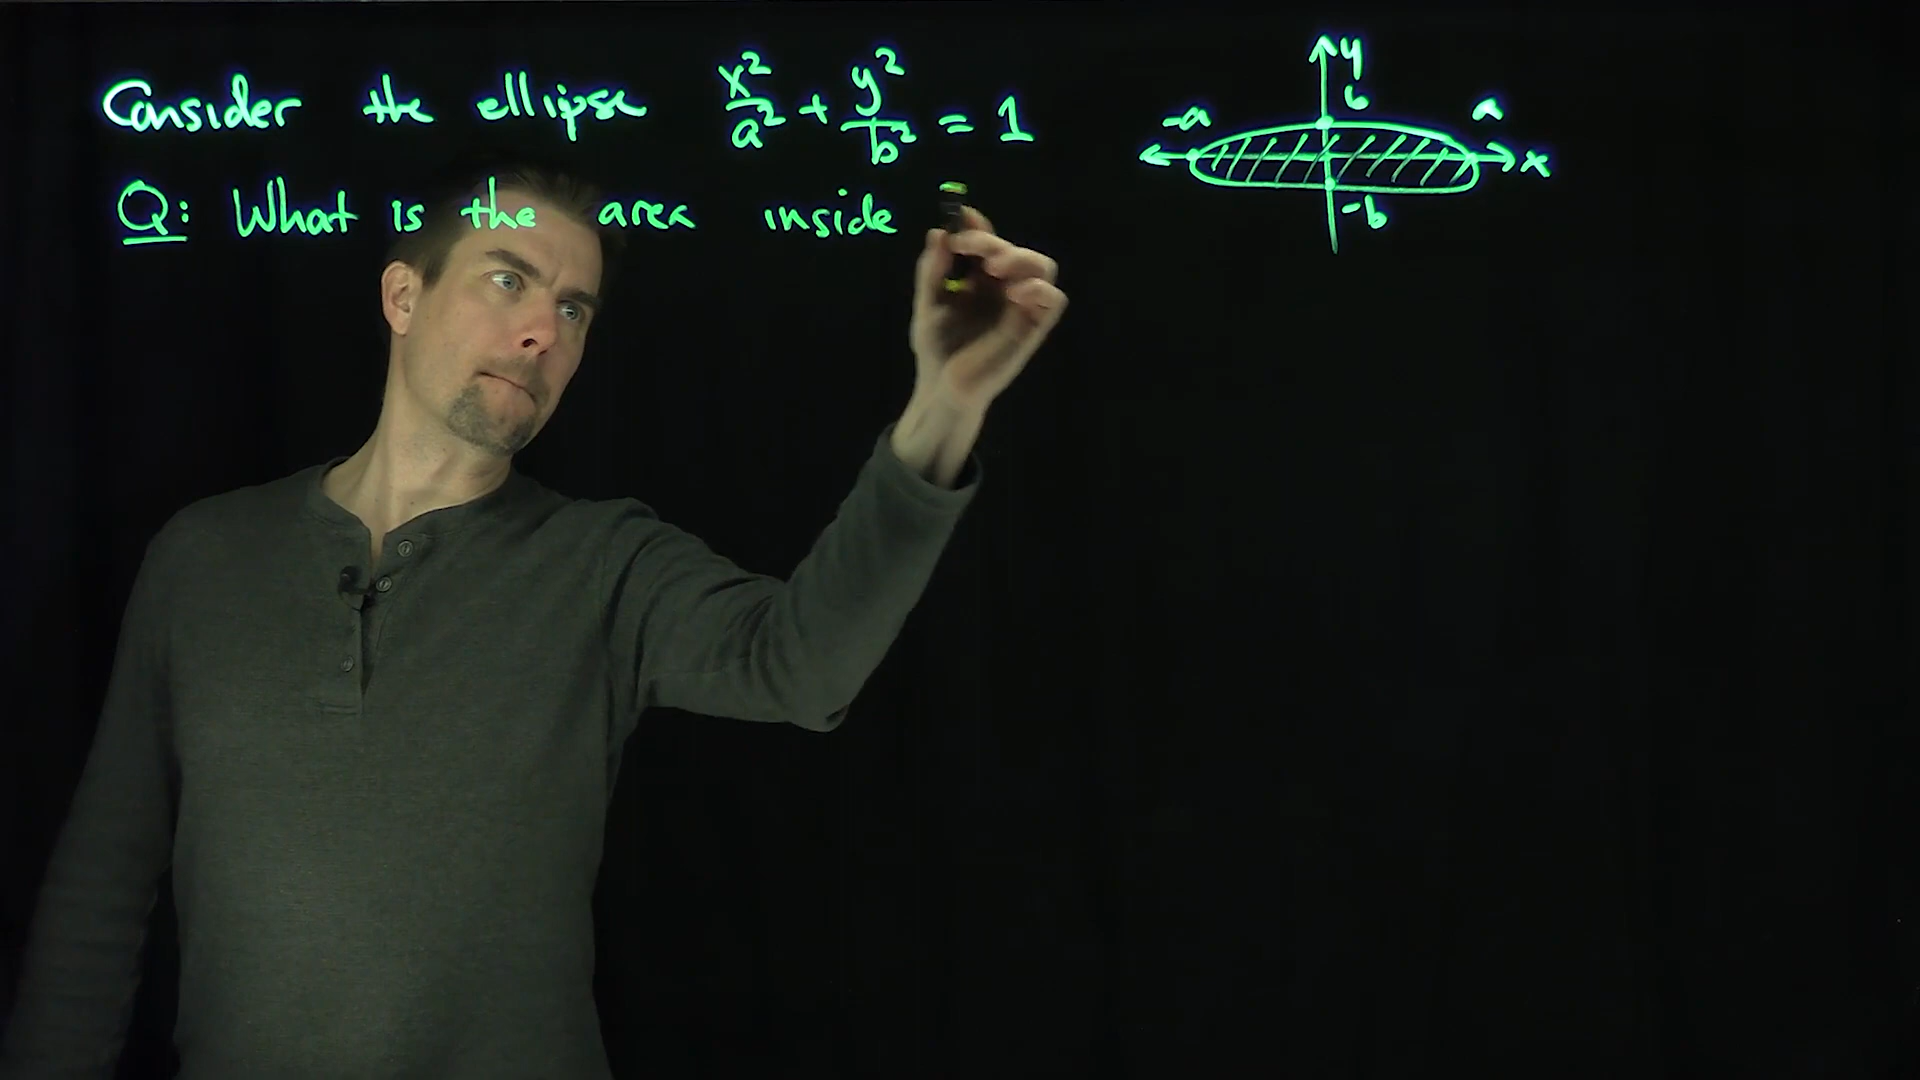 Consider the ellipse x²/a² + y²/b² = 1
Q: What is the area inside
y
b
-a
a
x
-b